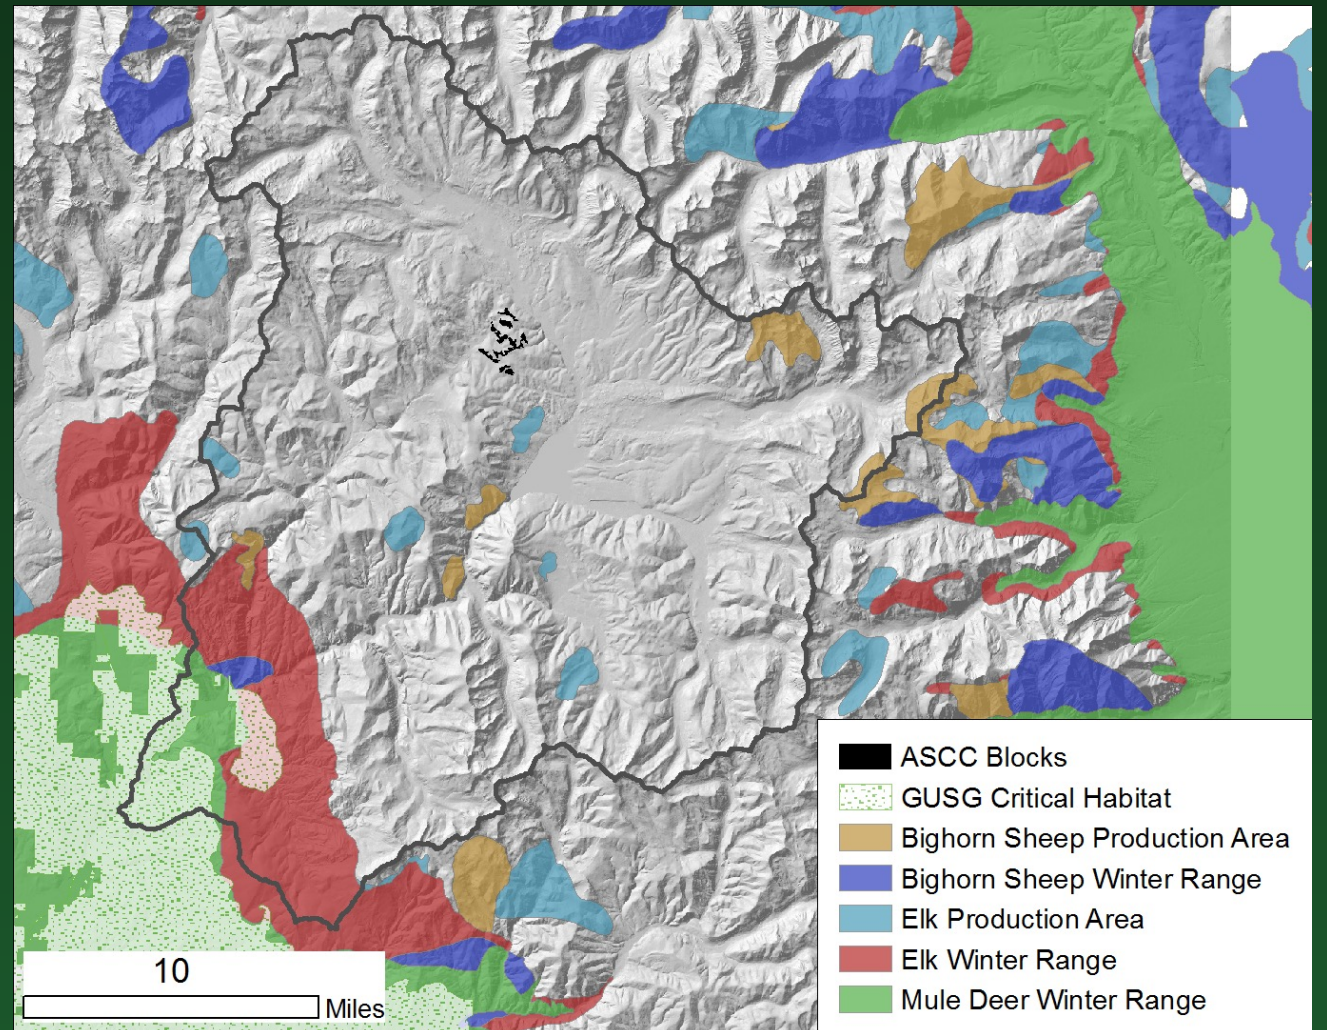 ASCC Blocks
GUSG Critical Habitat
Bighorn Sheep Production Area
Bighorn Sheep Winter Range
Elk Production Area
Elk Winter Range
Mule Deer Winter Range
10
Miles